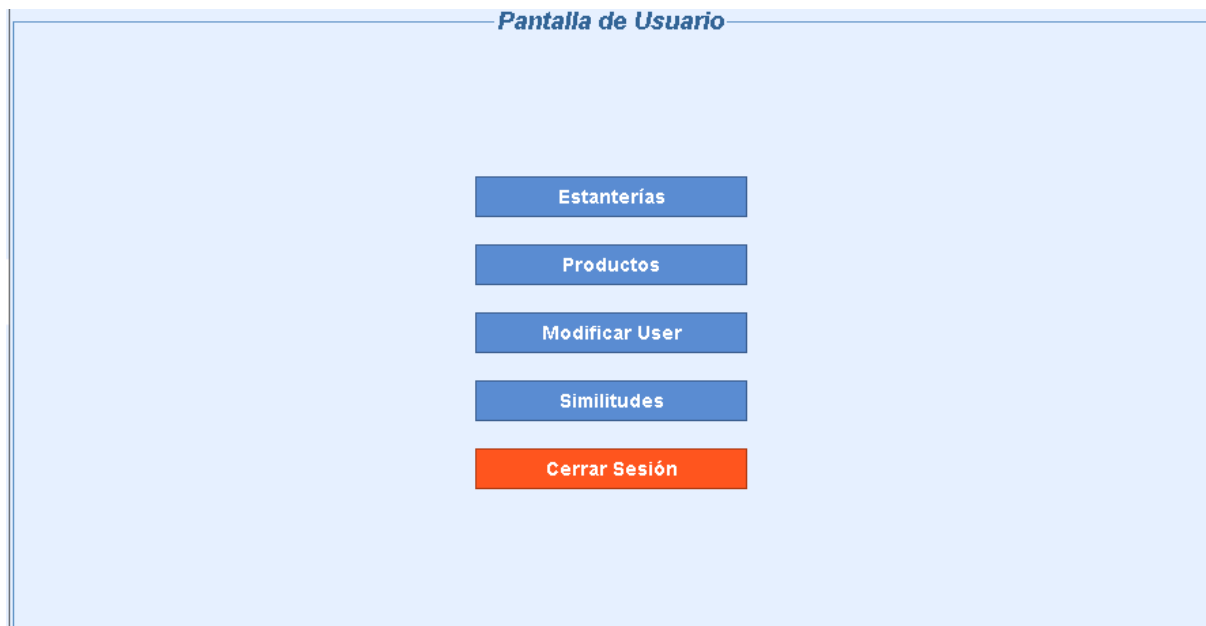 Pantalla de Usuario
Estanterías
Productos
Modificar User
Similitudes
Cerrar Sesión